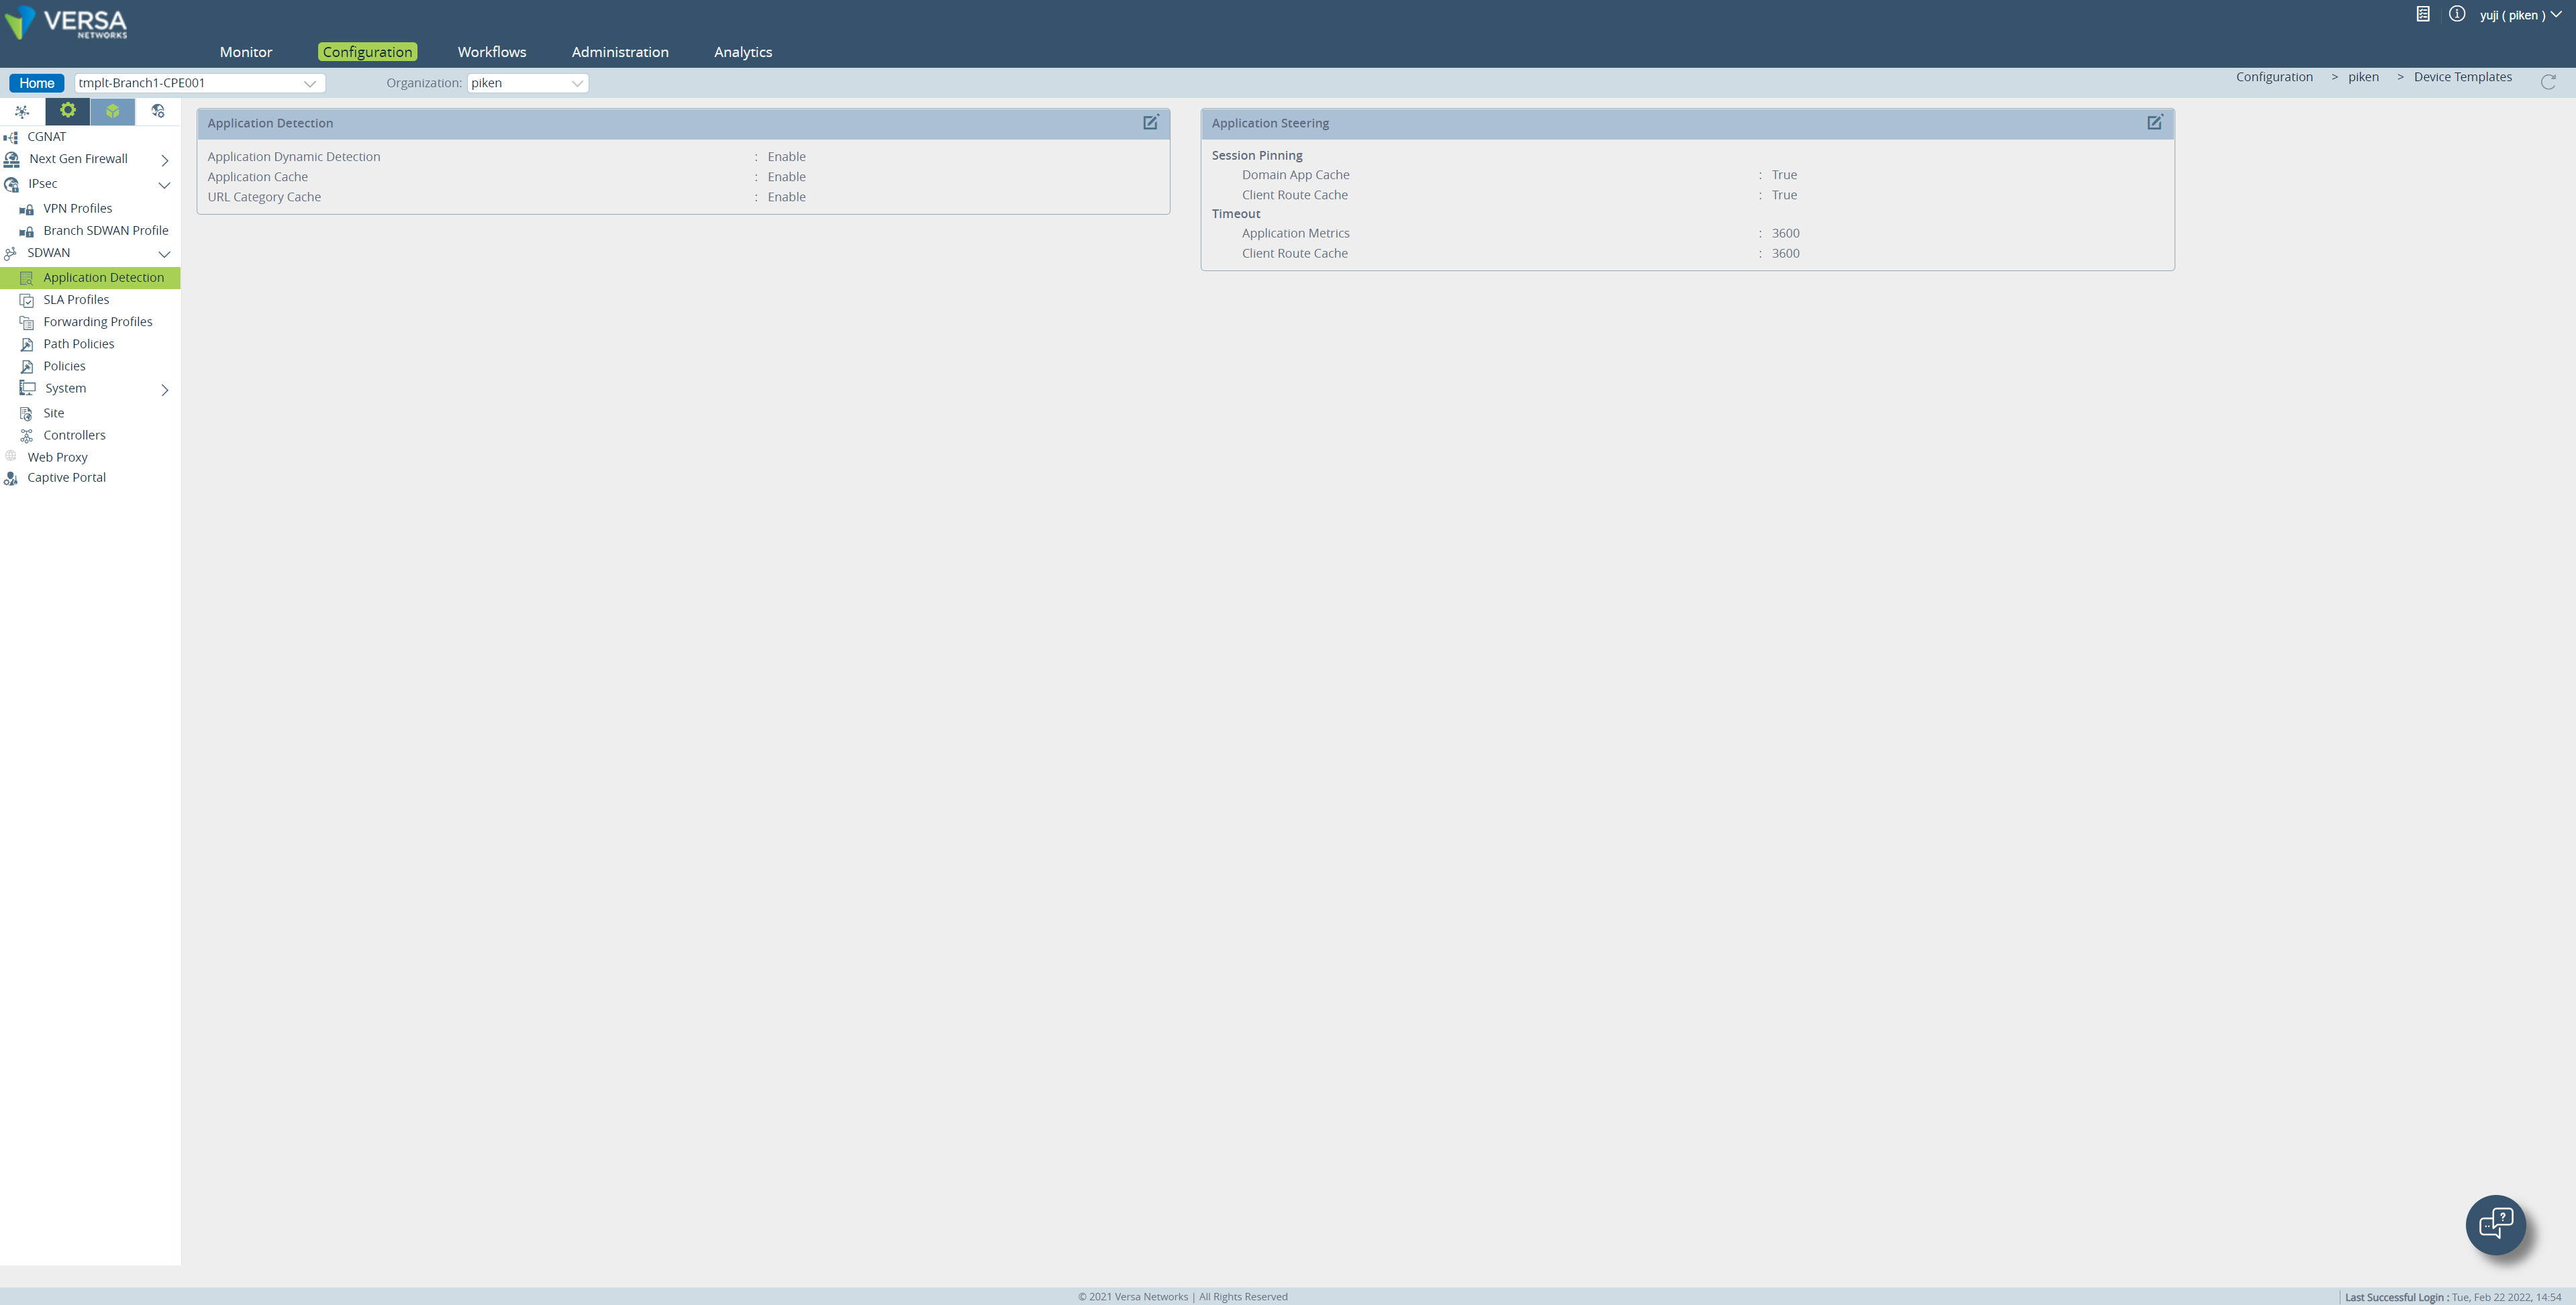 VERSA
NETWORKS
yuji ( piken )
Monitor
Configuration
Workflows
Administration
Analytics
Home
tmplt-Branch1-CPE001
Organization: piken
Configuration > piken > Device Templates
CGNAT
Next Gen Firewall
IPsec
VPN Profiles
Branch SDWAN Profile
SDWAN
Application Detection
SLA Profiles
Forwarding Profiles
Path Policies
Policies
System
Site
Controllers
Web Proxy
Captive Portal
Application Detection
Application Dynamic Detection : Enable
Application Cache : Enable
URL Category Cache : Enable
Application Steering
Session Pinning
Domain App Cache : True
Client Route Cache : True
Timeout
Application Metrics : 3600
Client Route Cache : 3600
© 2021 Versa Networks | All Rights Reserved
Last Successful Login : Tue, Feb 22 2022, 14:54